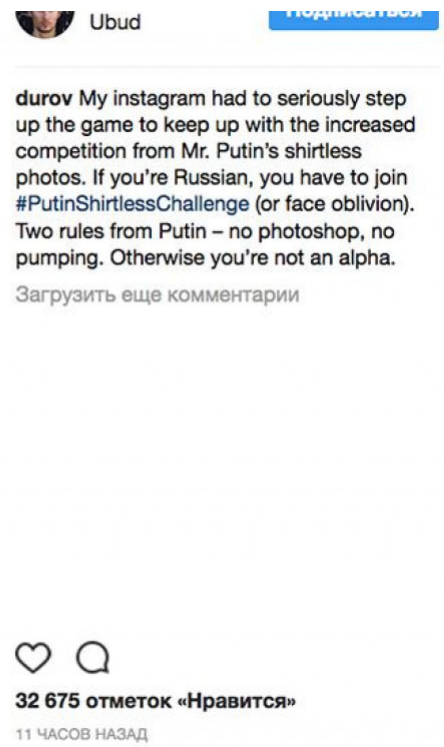 Ubud
Подписаться
durov My instagram had to seriously step
up the game to keep up with the increased
competition from Mr. Putin's shirtless
photos. If you're Russian, you have to join
#PutinShirtlessChallenge (or face oblivion).
Two rules from Putin – no photoshop, no
pumping. Otherwise you're not an alpha.
Загрузить еще комментарии
32 675 отметок «Нравится»
11 ЧАСОВ НАЗАД